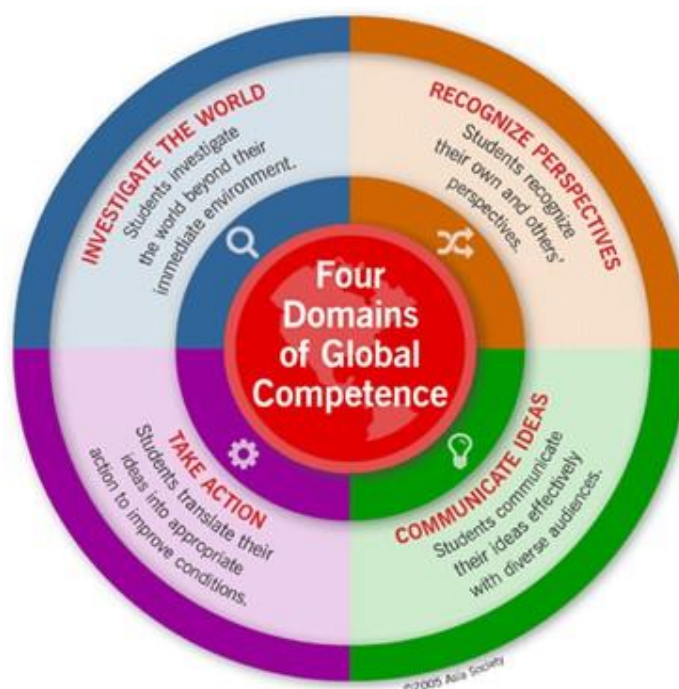 INVESTIGATE THE WORLD
Students investigate
the world beyond their
immediate environment.
RECOGNIZE PERSPECTIVES
Students recognize
their own and others'
perspectives.
Four
Domains
of Global
Competence
TAKE ACTION
Students translate their
ideas into appropriate
action to improve conditions.
COMMUNICATE IDEAS
Students communicate
their ideas effectively
with diverse audiences.
©2005 Asia Society